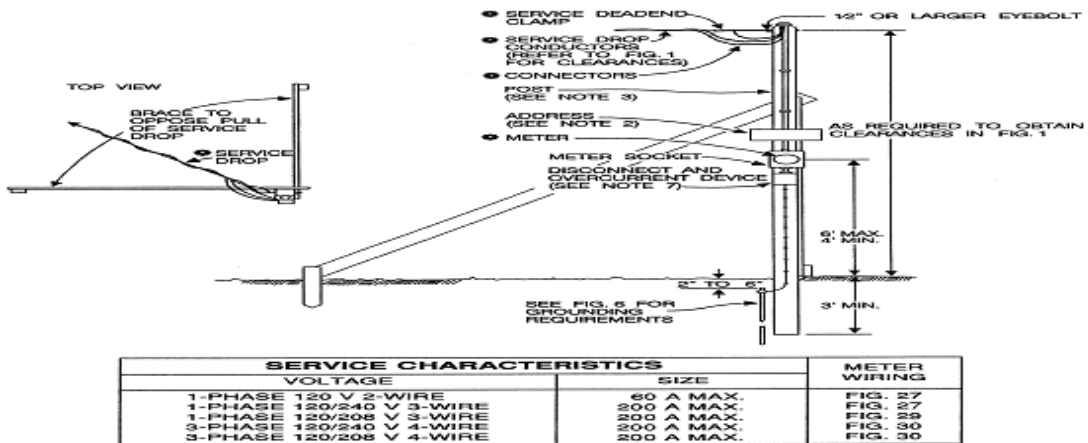 SERVICE DEADEND
CLAMP
1/2" OR LARGER EYEBOLT
SERVICE DROP
CONDUCTORS
(REFER TO FIG. 1
FOR CLEARANCES)
CONNECTORS
POST
(SEE NOTE 3)
ADDRESS
(SEE NOTE 2)
METER
METER SOCKET
DISCONNECT AND
OVERCURRENT DEVICE
(SEE NOTE 7)
AS REQUIRED TO OBTAIN
CLEARANCES IN FIG. 1
TOP VIEW
BRACE TO
OPPOSE PULL
OF SERVICE
DROP
SERVICE
DROP
6' MAX.
4' MIN.
2" TO 6"
SEE FIG. 6 FOR
GROUNDING
REQUIREMENTS
3' MIN.
SERVICE CHARACTERISTICS METER WIRING
VOLTAGE SIZE
1-PHASE 120 V 2-WIRE 60 A MAX. FIG. 27
1-PHASE 120/240 V 3-WIRE 200 A MAX. FIG. 27
1-PHASE 120/208 V 3-WIRE 200 A MAX. FIG. 29
3-PHASE 120/240 V 4-WIRE 200 A MAX. FIG. 30
3-PHASE 120/208 V 4-WIRE 200 A MAX. FIG. 30